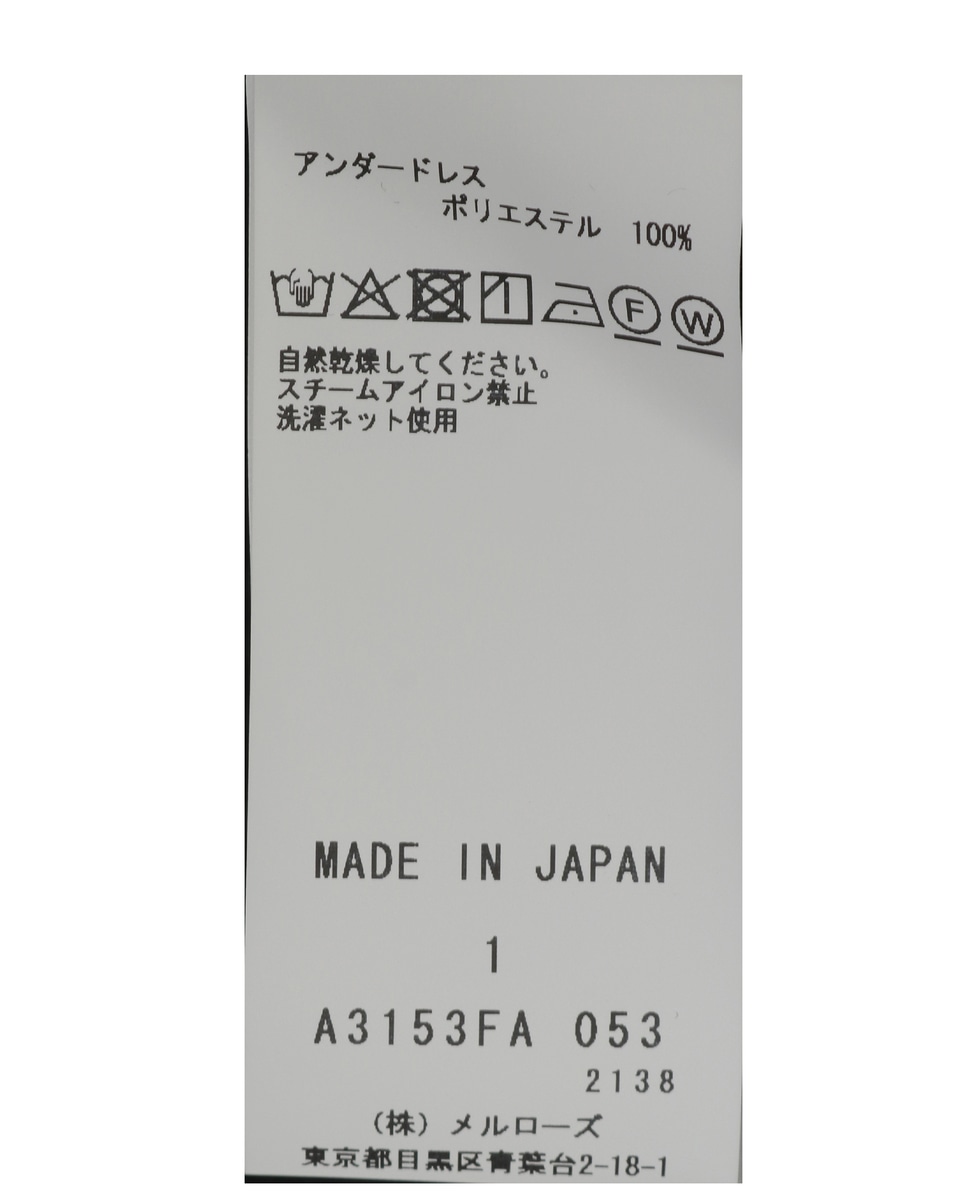 アンダードレス
ポリエステル 100%
F W
自然乾燥してください。
スチームアイロン禁止
洗濯ネット使用
MADE IN JAPAN
1
A3153FA 053
2138
(株)メルローズ
東京都目黒区青葉台2-18-1